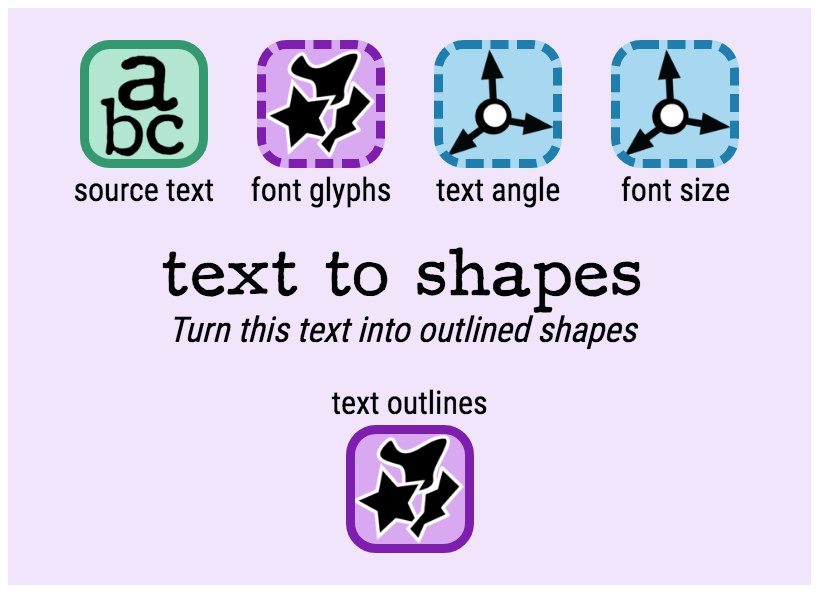 a
bc
source text font glyphs text angle font size
text to shapes
Turn this text into outlined shapes
text outlines